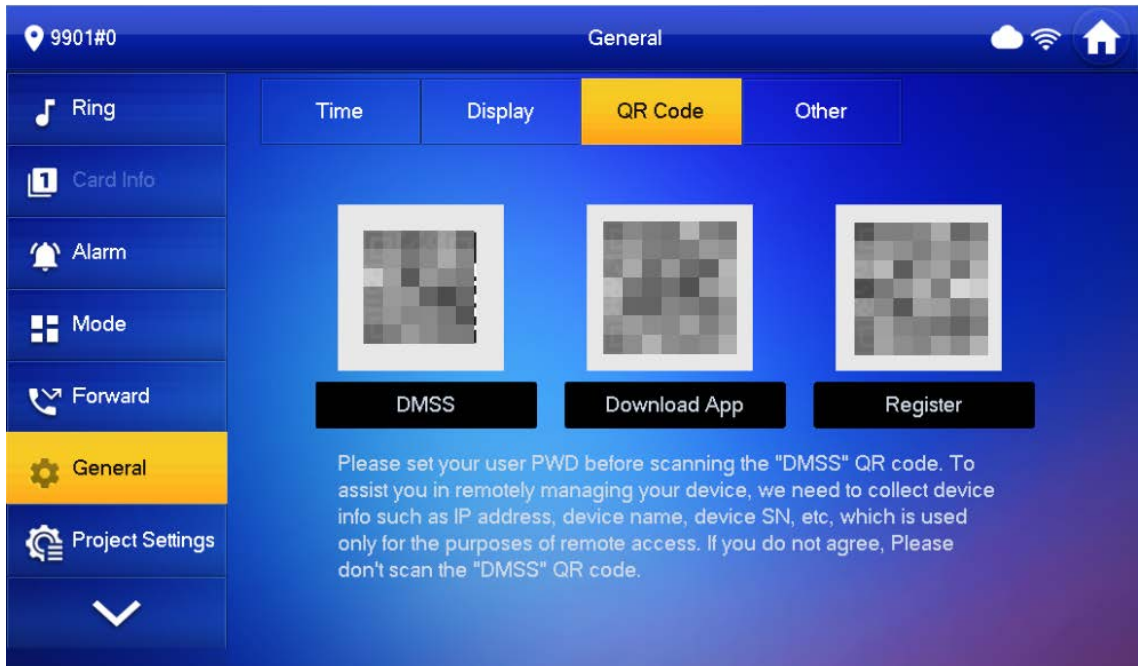 9901#0
General
Ring
Card Info
Alarm
Mode
Forward
General
Project Settings
Time
Display
QR Code
Other
DMSS
Download App
Register
Please set your user PWD before scanning the "DMSS" QR code. To
assist you in remotely managing your device, we need to collect device
info such as IP address, device name, device SN, etc, which is used
only for the purposes of remote access. If you do not agree, Please
don't scan the "DMSS" QR code.